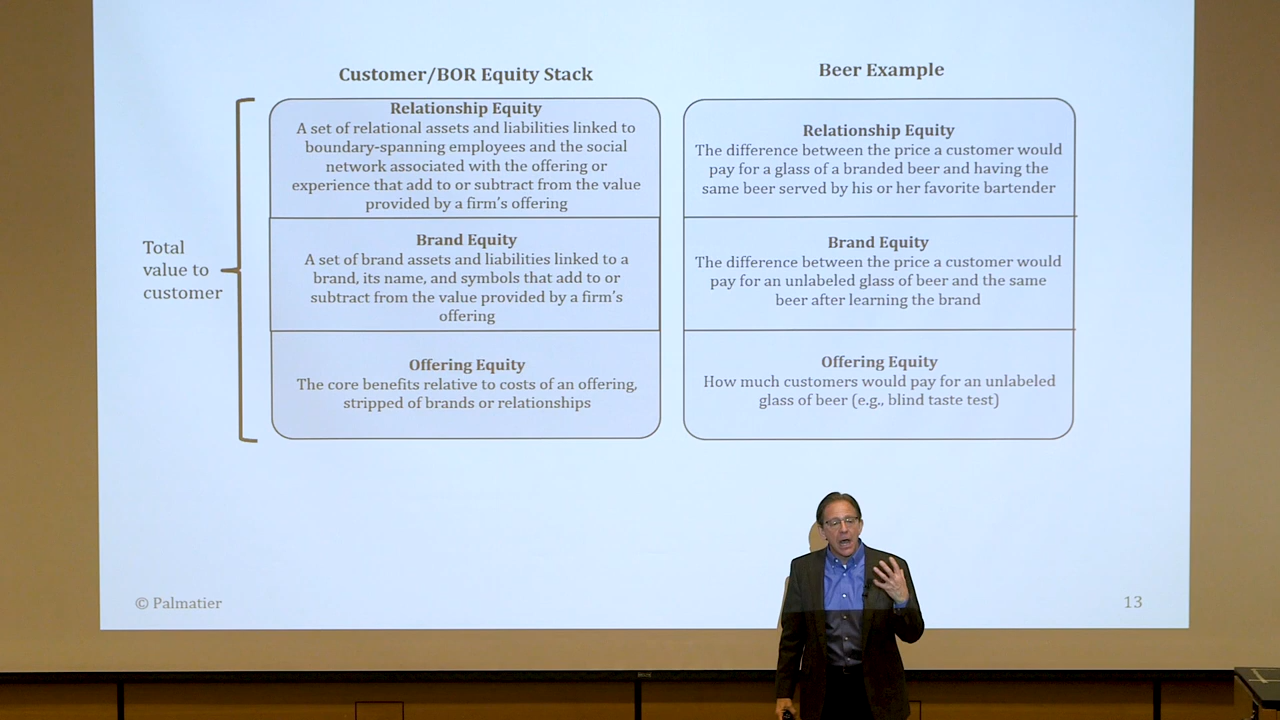 Customer/BOR Equity Stack
Relationship Equity
A set of relational assets and liabilities linked to
boundary-spanning employees and the social
network associated with the offering or
experience that add to or subtract from the value
provided by a firm's offering
Brand Equity
A set of brand assets and liabilities linked to a
brand, its name, and symbols that add to or
subtract from the value provided by a firm's
offering
Offering Equity
The core benefits relative to costs of an offering,
stripped of brands or relationships
Total
value to
customer
Beer Example
Relationship Equity
The difference between the price a customer would
pay for a glass of a branded beer and having the
same beer served by his or her favorite bartender
Brand Equity
The difference between the price a customer would
pay for an unlabeled glass of beer and the same
beer after learning the brand
Offering Equity
How much customers would pay for an unlabeled
glass of beer (e.g., blind taste test)
© Palmatier
13